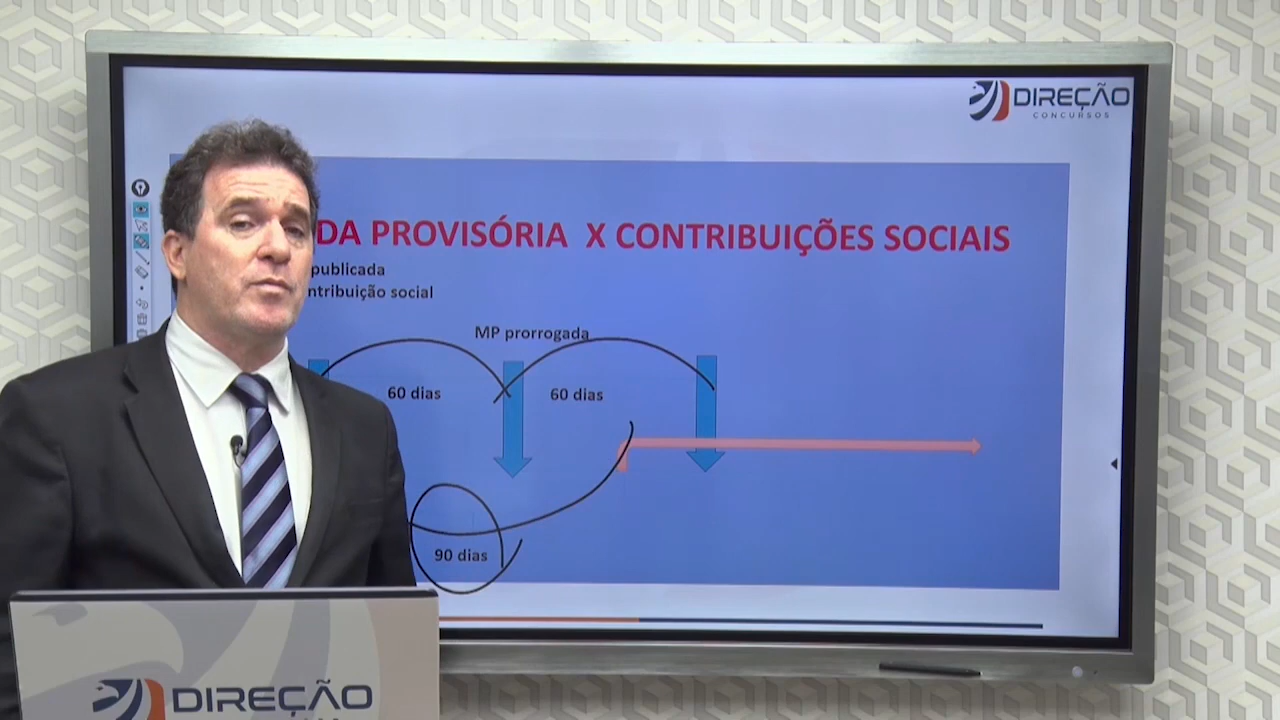 DIREÇÃO
CONCURSOS
DA PROVISÓRIA X CONTRIBUIÇÕES SOCIAIS
publicada
ntribuição social
MP prorrogada
60 dias
60 dias
90 dias
DIREÇÃO